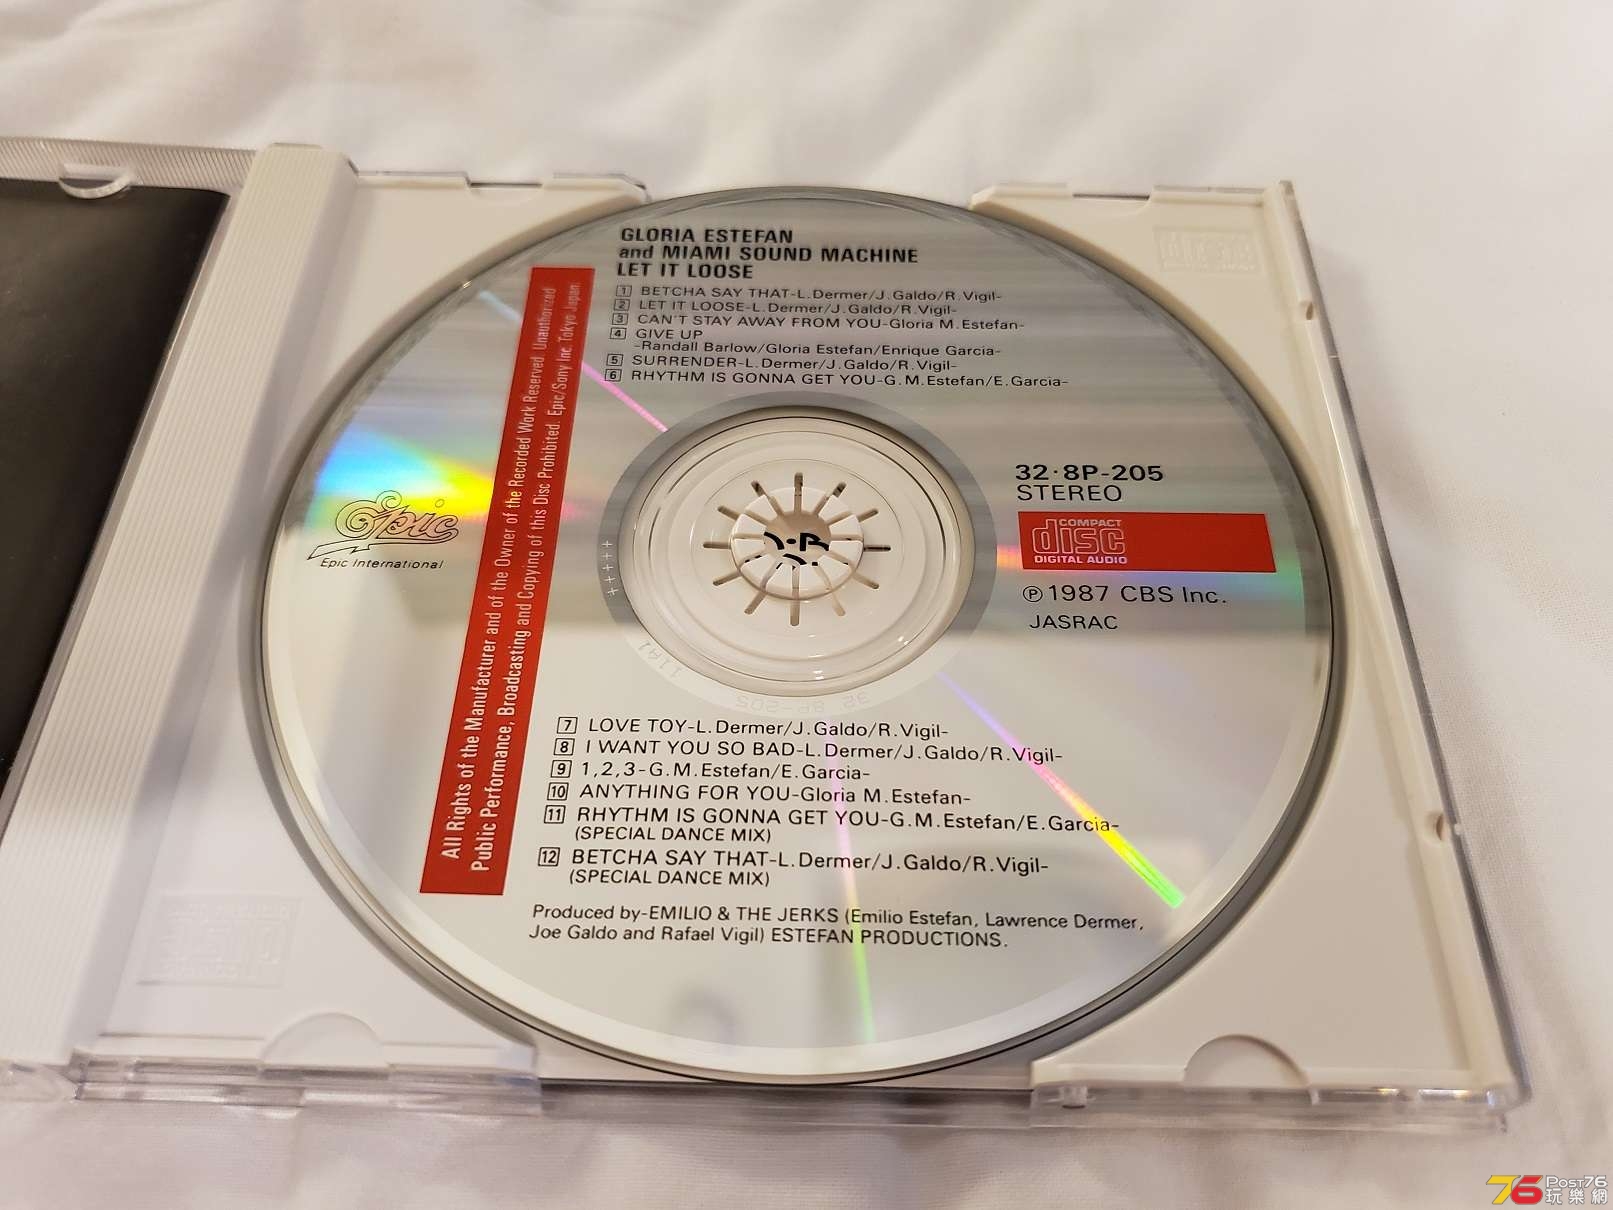 GLORIA ESTEFAN
and MIAMI SOUND MACHINE
LET IT LOOSE
1 BETCHA SAY THAT-L.Dermer/J.Galdo/R.Vigil-
2 LET IT LOOSE-L.Dermer/J.Galdo/R.Vigil-
3 CAN'T STAY AWAY FROM YOU-Gloria M.Estefan-
4 GIVE UP
-Randall Barlow/Gloria Estefan/Enrique Garcia-
5 SURRENDER-L.Dermer/J.Galdo/R.Vigil-
6 RHYTHM IS GONNA GET YOU-G.M.Estefan/E.Garcia-
All Rights of the Manufacturer and of the Owner of the Recorded Work Reserved. Unauthorized
Public Performance, Broadcasting and Copying of this Disc Prohibited. Epic/Sony Inc. Tokyo Japan.
Epic
Epic International
32·8P-205
STEREO
COMPACT
disc
DIGITAL AUDIO
℗1987 CBS Inc.
JASRAC
32 8P-205 11A1
+++++
7 LOVE TOY-L.Dermer/J.Galdo/R.Vigil-
8 I WANT YOU SO BAD-L.Dermer/J.Galdo/R.Vigil-
9 1,2,3-G.M.Estefan/E.Garcia-
10 ANYTHING FOR YOU-Gloria M.Estefan-
11 RHYTHM IS GONNA GET YOU-G.M.Estefan/E.Garcia-
(SPECIAL DANCE MIX)
12 BETCHA SAY THAT-L.Dermer/J.Galdo/R.Vigil-
(SPECIAL DANCE MIX)
Produced by-EMILIO & THE JERKS (Emilio Estefan, Lawrence Dermer,
Joe Galdo and Rafael Vigil) ESTEFAN PRODUCTIONS.
76 Post76
玩樂網